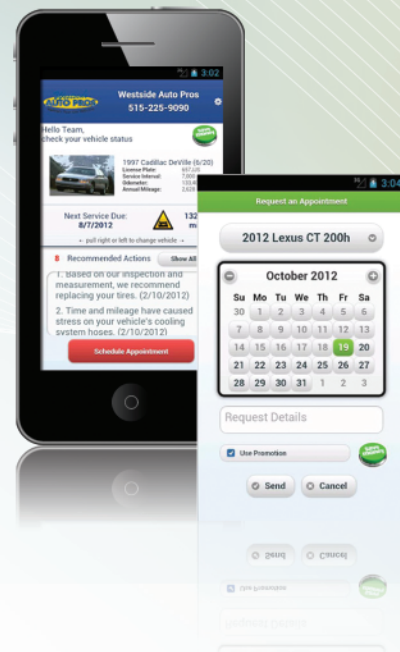 3:02
AUTO PROS
Westside Auto Pros
515-225-9090
Hello Team,
check your vehicle status
1997 Cadillac DeVille (6/20)
License Plate:
Service Interval:
Odometer:
Annual Mileage:
Next Service Due:
8/7/2012
132
mi
- pull right or left to change vehicle -
8 Recommended Actions
Show All
1. Based on our inspection and
measurement, we recommend
replacing your tires. (2/10/2012)
2. Time and mileage have caused
stress on your vehicle's cooling
system hoses. (2/10/2012)
Schedule Appointment
3:04
Request an Appointment
2012 Lexus CT 200h
October 2012
Su Mo Tu We Th Fr Sa
30 1 2 3 4 5 6
7 8 9 10 11 12 13
14 15 16 17 18 19 20
21 22 23 24 25 26 27
28 29 30 31 1 2 3
Request Details
Use Promotion
Send
Cancel